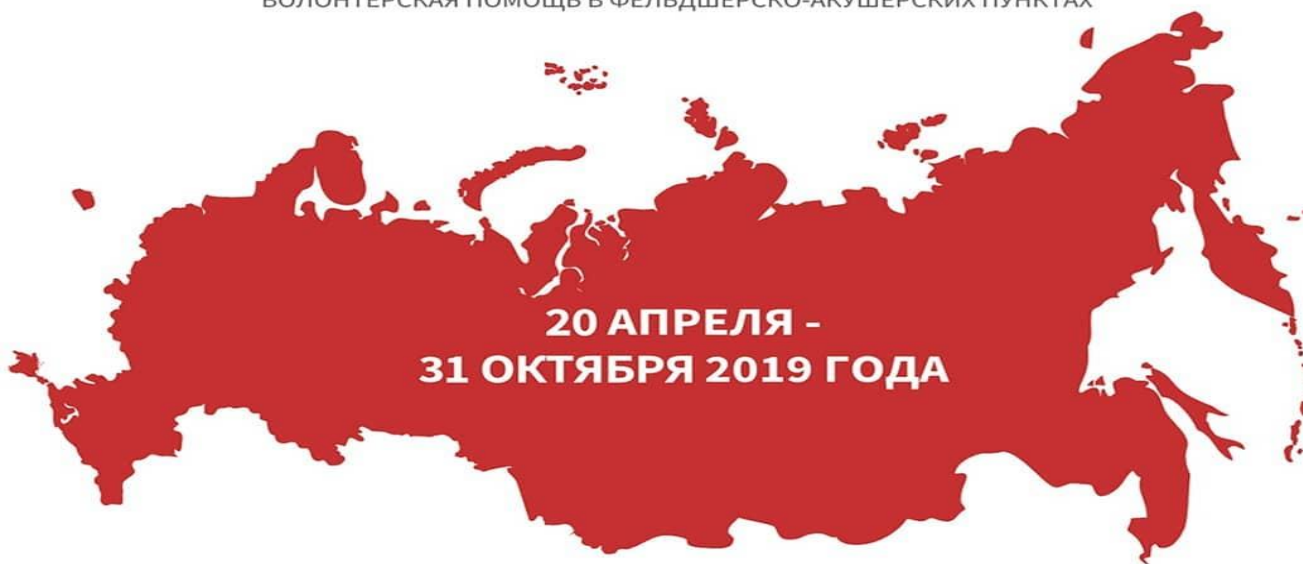 ВОЛОНТЕРСКАЯ ПОМОЩЬ В ФЕЛЬДШЕРСКО-АКУШЕРСКИХ ПУНКТАХ
20 АПРЕЛЯ -
31 ОКТЯБРЯ 2019 ГОДА